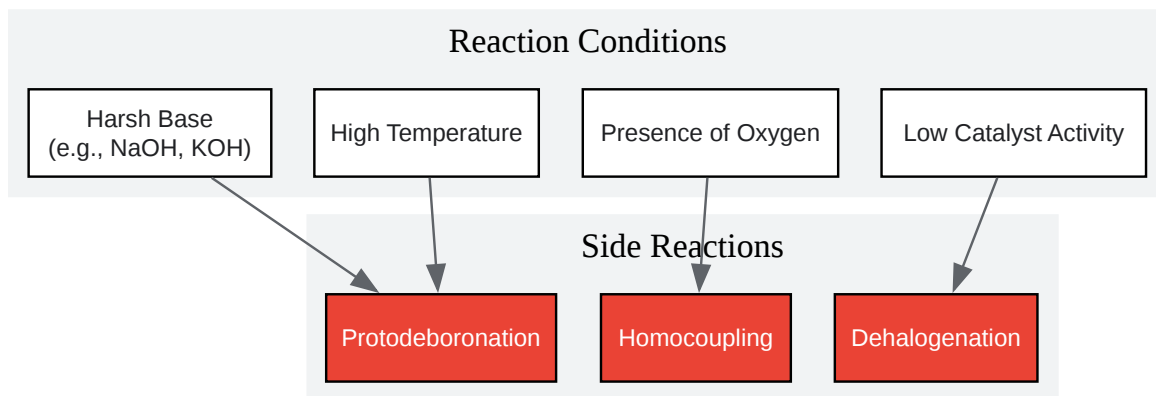 Reaction Conditions
Harsh Base
(e.g., NaOH, KOH)
High Temperature
Presence of Oxygen
Low Catalyst Activity
Side Reactions
Protodeboronation
Homocoupling
Dehalogenation